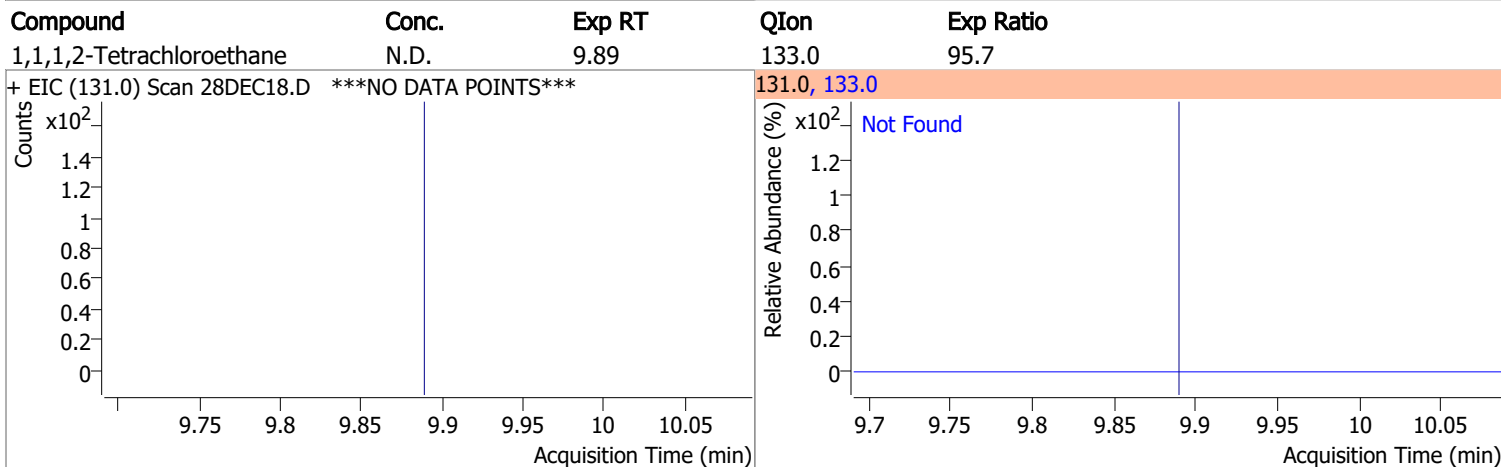 Compound Conc. Exp RT QIon Exp Ratio
1,1,1,2-Tetrachloroethane N.D. 9.89 133.0 95.7
+ EIC (131.0) Scan 28DEC18.D ***NO DATA POINTS***
Counts
x10²
1.4
1.2
1
0.8
0.6
0.4
0.2
0
9.75 9.8 9.85 9.9 9.95 10 10.05
Acquisition Time (min)
131.0, 133.0
Relative Abundance (%)
x10²
Not Found
1.2
1
0.8
0.6
0.4
0.2
0
9.7 9.75 9.8 9.85 9.9 9.95 10 10.05
Acquisition Time (min)